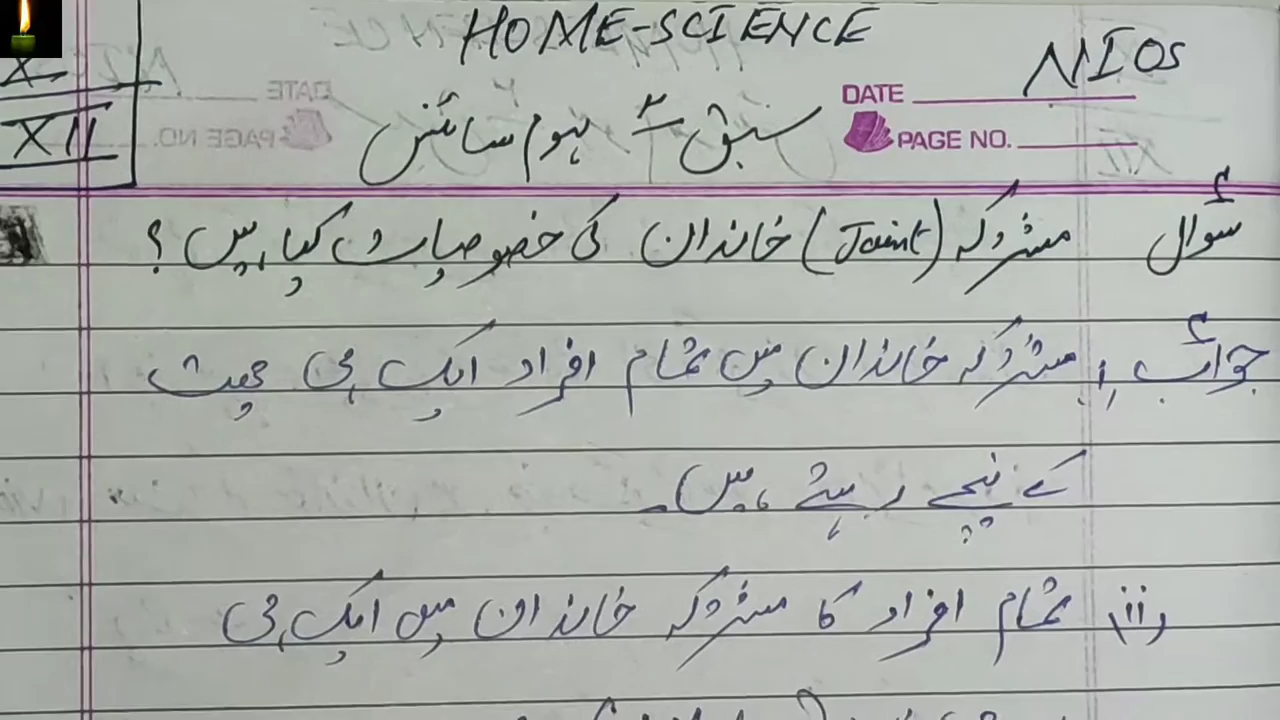 HOME-SCIENCE
NIOS
X
XII
DATE
PAGE NO.
سبق ۲ ہوم سائنس
سوال مشترکہ (Joint) خاندان کی خصوصیات کیا ہیں؟
جواب i, مشترکہ خاندان میں تمام افراد ایک ہی چھت
کے نیچے رہتے ہیں۔
ii, تمام افراد کا مشترکہ خاندان میں ایک ہی